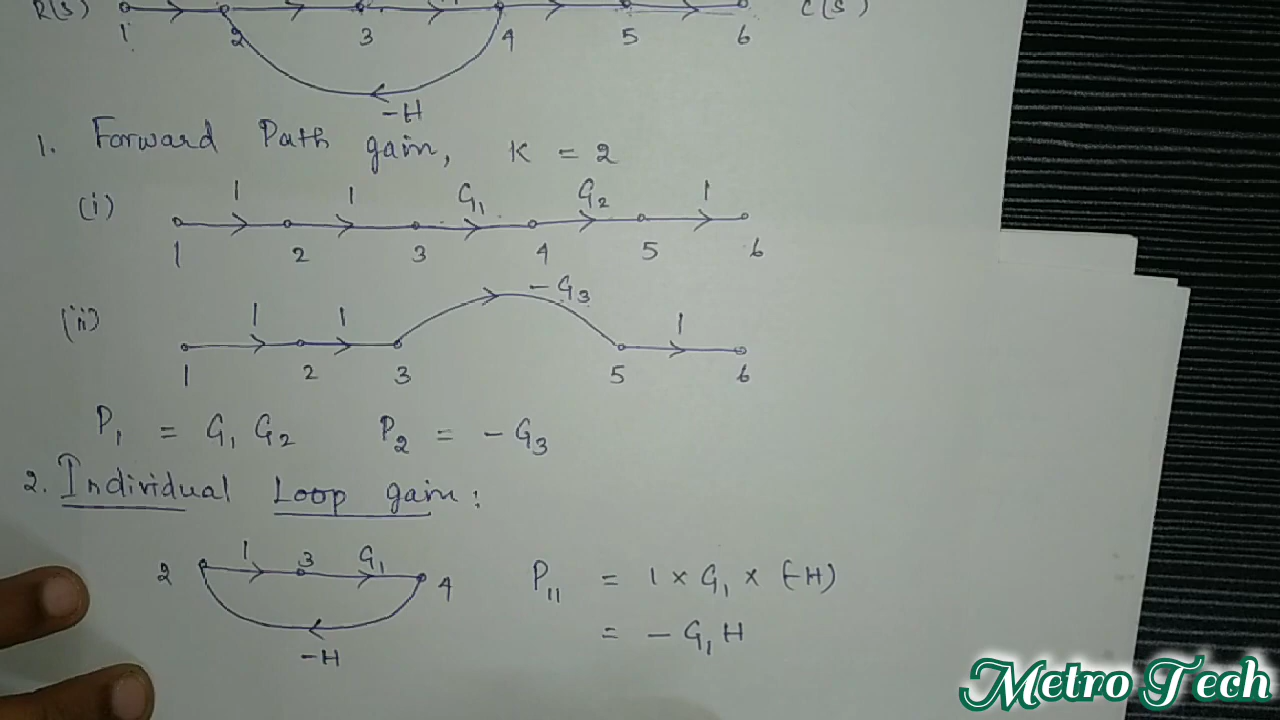 R(S) C(S)
1 2 3 4 5 6
-H
1. Forward Path gain, K = 2
(i) 1 1 G₁ G₂ 1
1 2 3 4 5 6
(ii) 1 1 -G₃ 1
1 2 3 5 6
P₁ = G₁ G₂ P₂ = - G₃
2. Individual Loop gain :
2 1 3 G₁ 4
-H
P₁₁ = 1 × G₁ × (-H)
= - G₁ H
Metro Tech